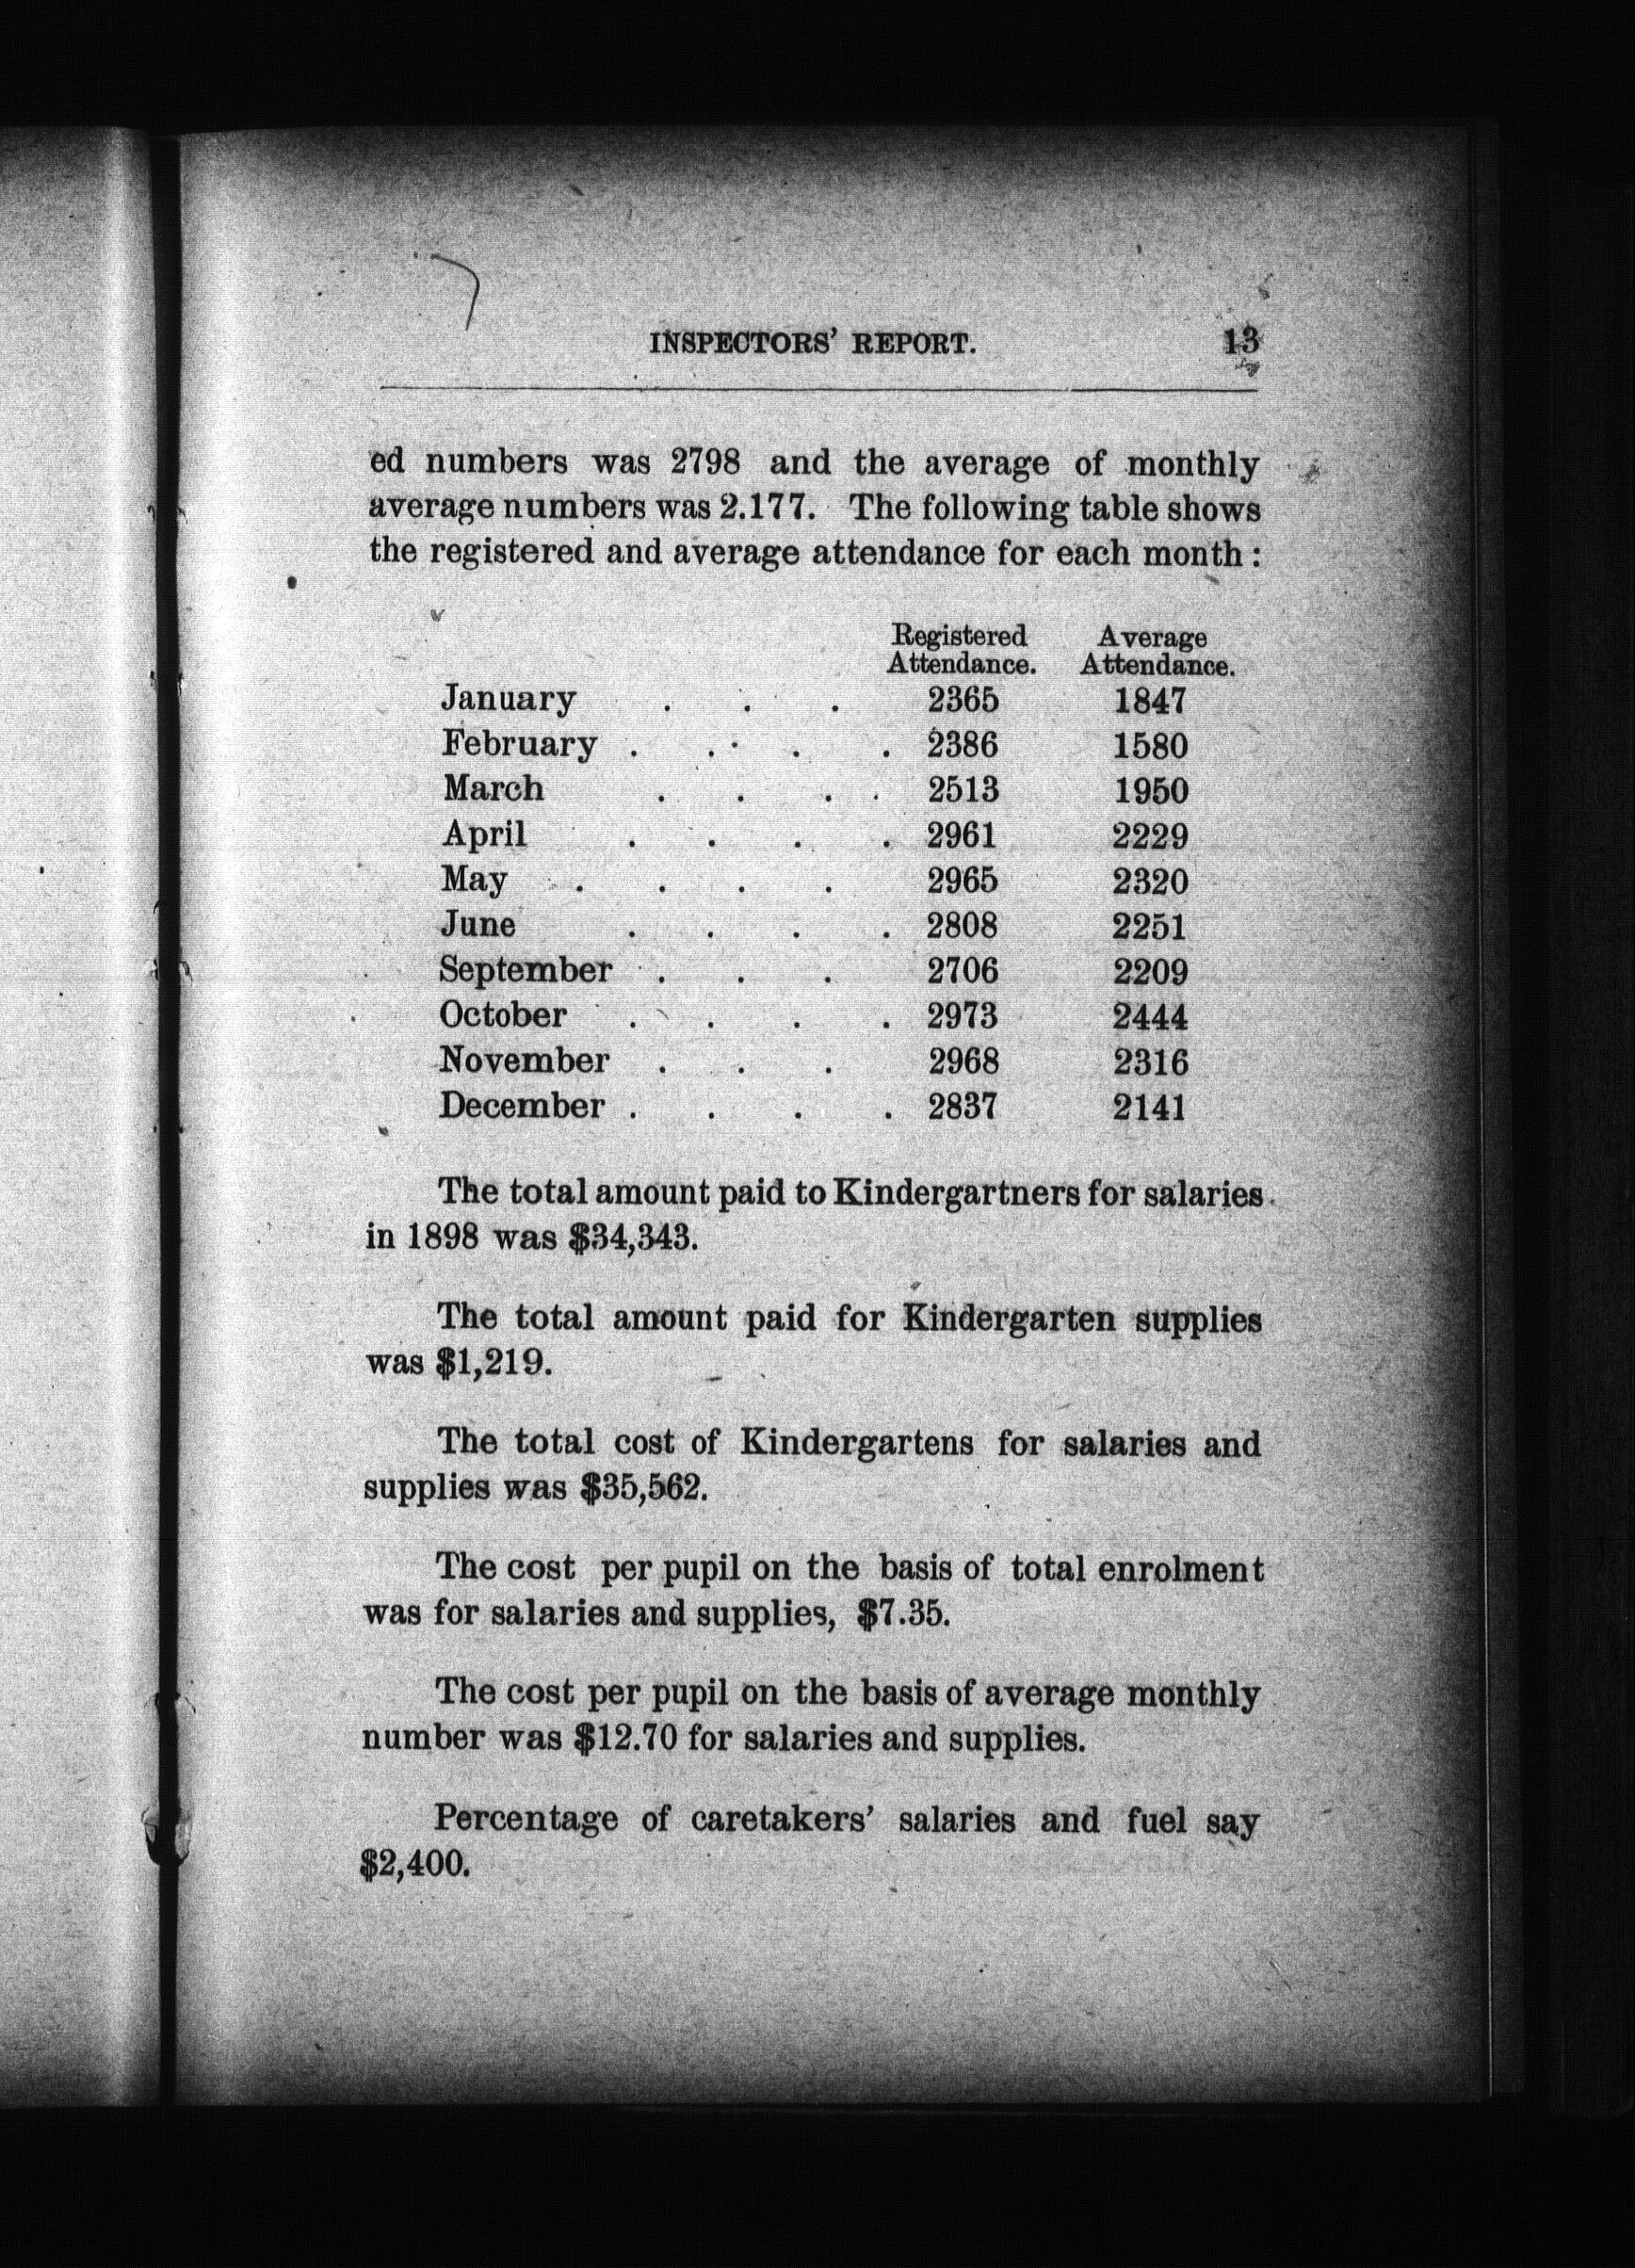 INSPECTORS' REPORT. 13
ed numbers was 2798 and the average of monthly
average numbers was 2.177. The following table shows
the registered and average attendance for each month :
Registered Average
Attendance. Attendance.
January . . . 2365 1847
February . . . . 2386 1580
March . . . . 2513 1950
April . . . . 2961 2229
May . . . . 2965 2320
June . . . . 2808 2251
September . . . 2706 2209
October . . . . 2973 2444
November . . . 2968 2316
December . . . . 2837 2141
The total amount paid to Kindergartners for salaries
in 1898 was $34,343.
The total amount paid for Kindergarten supplies
was $1,219.
The total cost of Kindergartens for salaries and
supplies was $35,562.
The cost per pupil on the basis of total enrolment
was for salaries and supplies, $7.35.
The cost per pupil on the basis of average monthly
number was $12.70 for salaries and supplies.
Percentage of caretakers' salaries and fuel say
$2,400.